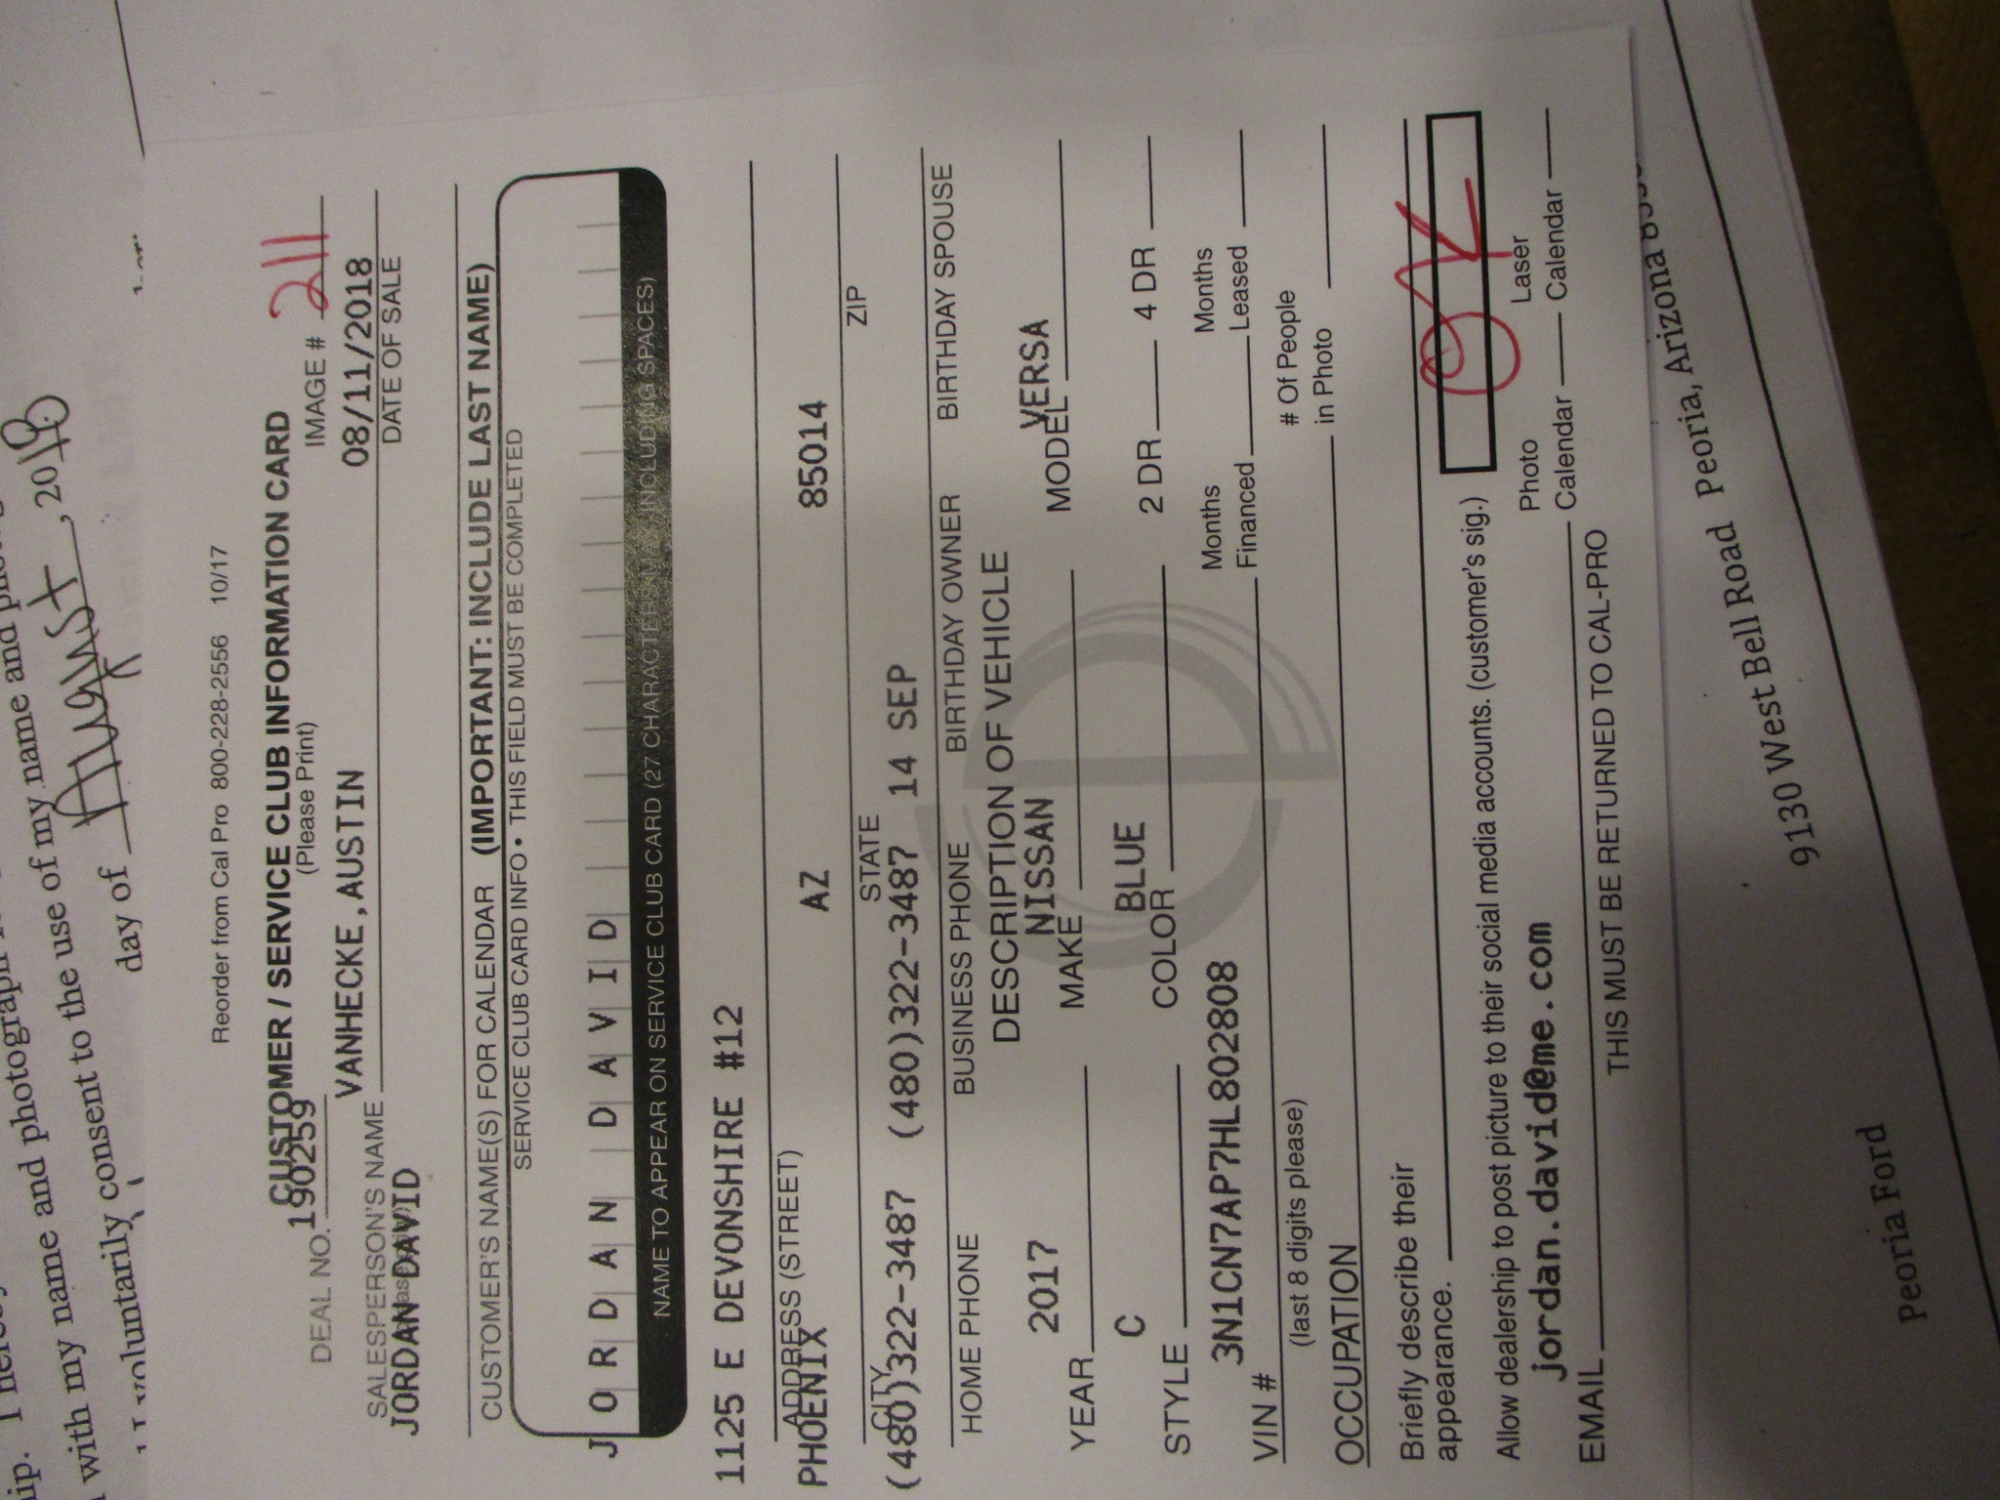 ip. I
with my name and photograph
I voluntarily consent to the use of my name and
day of August, 2018
Reorder from Cal Pro 800-228-2556 10/17
CUSTOMER / SERVICE CLUB INFORMATION CARD
(Please Print)
DEAL NO. 190259
IMAGE # 211
VANHECKE, AUSTIN 08/11/2018
SALESPERSON'S NAME DATE OF SALE
JORDAN DAVID
CUSTOMER'S NAME(S) FOR CALENDAR (IMPORTANT: INCLUDE LAST NAME)
SERVICE CLUB CARD INFO • THIS FIELD MUST BE COMPLETED
JORDAN DAVID
NAME TO APPEAR ON SERVICE CLUB CARD (27 CHARACTERS MAX INCLUDING SPACES)
1125 E DEVONSHIRE #12
ADDRESS (STREET)
PHOENIX AZ 85014
CITY STATE ZIP
(480)322-3487 (480)322-3487 14 SEP
HOME PHONE BUSINESS PHONE BIRTHDAY OWNER BIRTHDAY SPOUSE
DESCRIPTION OF VEHICLE
2017 NISSAN VERSA
YEAR MAKE MODEL
C BLUE
STYLE COLOR 2 DR 4 DR
3N1CN7AP7HL802808
VIN # Months Financed Months Leased
(last 8 digits please)
OCCUPATION # Of People in Photo
Briefly describe their
appearance.
Allow dealership to post picture to their social media accounts. (customer's sig.)
jordan.david@me.com
EMAIL Photo Calendar Laser Calendar
THIS MUST BE RETURNED TO CAL-PRO
Peoria Ford 9130 West Bell Road Peoria, Arizona